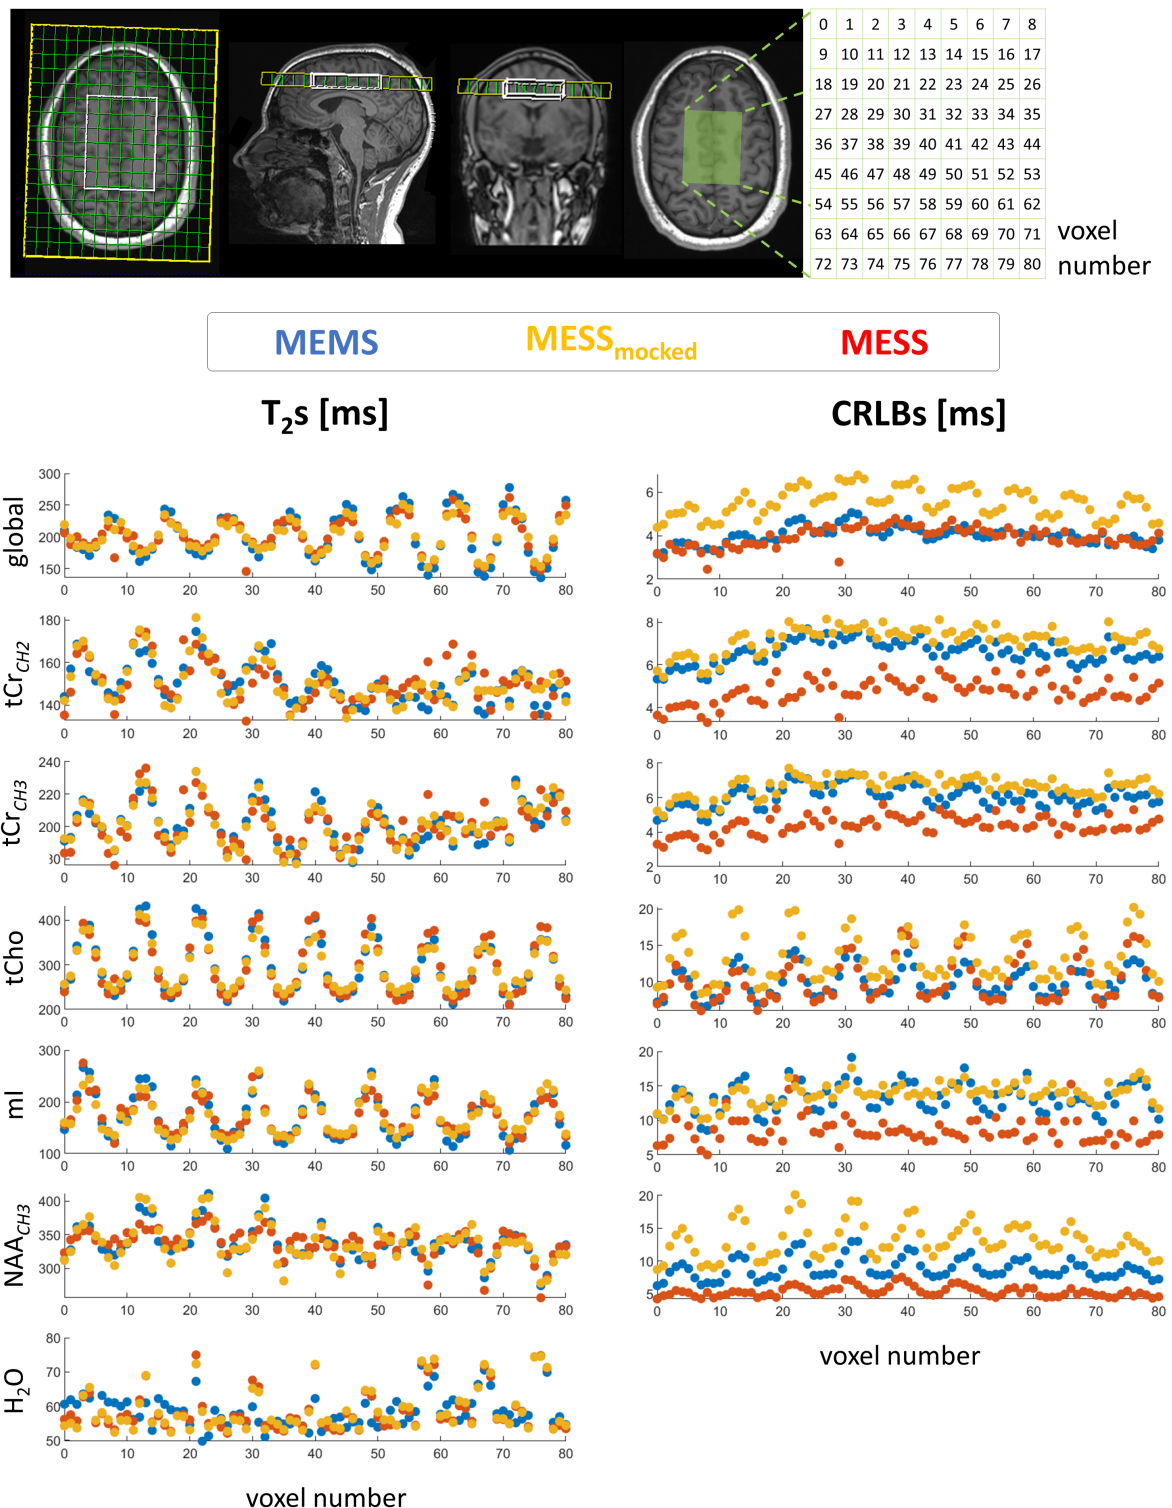 0 1 2 3 4 5 6 7 8
9 10 11 12 13 14 15 16 17
18 19 20 21 22 23 24 25 26
27 28 29 30 31 32 33 34 35
36 37 38 39 40 41 42 43 44
45 46 47 48 49 50 51 52 53
54 55 56 57 58 59 60 61 62
63 64 65 66 67 68 69 70 71
72 73 74 75 76 77 78 79 80
voxel
number
MEMS MESSmocked MESS
T2s [ms] CRLBs [ms]
global
300
250
200
150
0 10 20 30 40 50 60 70 80
6
4
2
0 10 20 30 40 50 60 70 80
tCrCH2
180
160
140
0 10 20 30 40 50 60 70 80
8
6
4
0 10 20 30 40 50 60 70 80
tCrCH3
240
220
200
80
0 10 20 30 40 50 60 70 80
8
6
4
2
0 10 20 30 40 50 60 70 80
tCho
400
300
200
0 10 20 30 40 50 60 70 80
20
15
10
0 10 20 30 40 50 60 70 80
mI
300
200
100
0 10 20 30 40 50 60 70 80
20
15
10
5
0 10 20 30 40 50 60 70 80
NAACH3
400
350
300
0 10 20 30 40 50 60 70 80
20
15
10
5
0 10 20 30 40 50 60 70 80
voxel number
H2O
80
70
60
50
0 10 20 30 40 50 60 70 80
voxel number